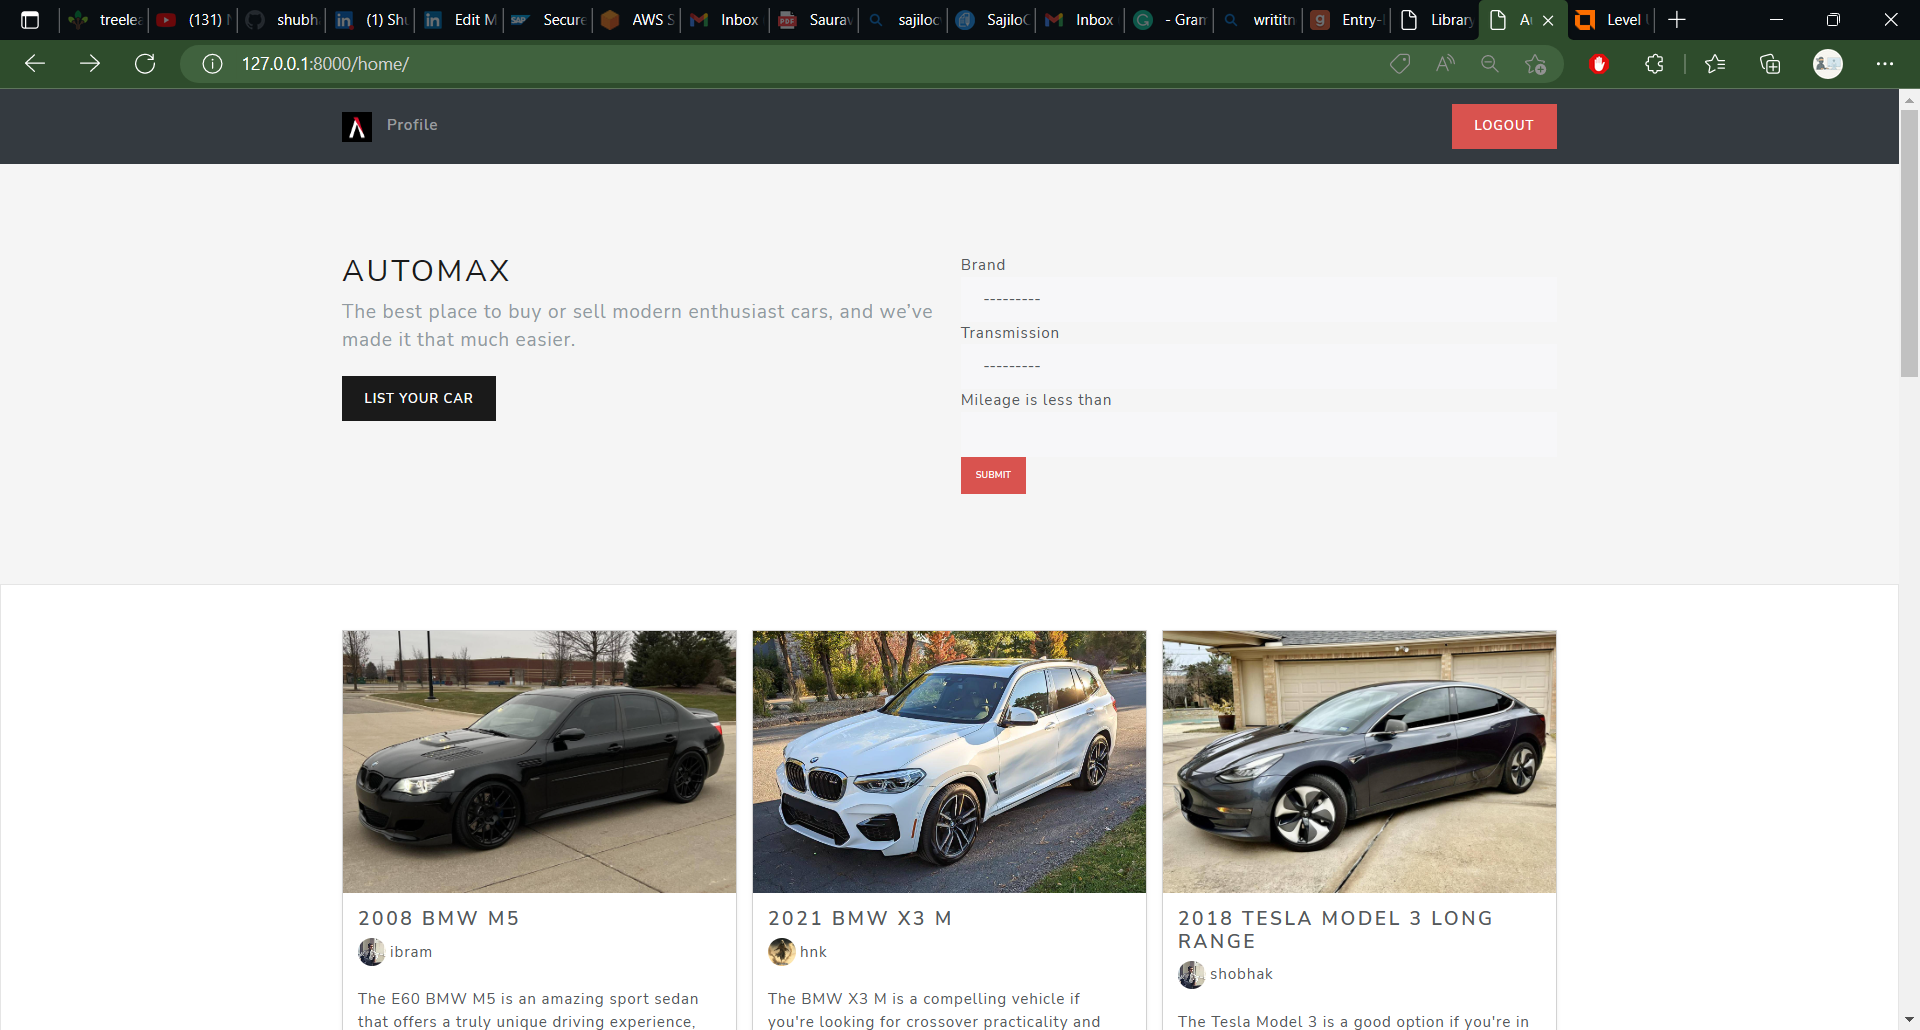 treelea
(131)
shubh
(1) Shu
Edit M
Secure
AWS S
Inbox
Saurav
sajiloc
SajiloC
Inbox
- Gran
writitn
Entry-
Library
Level
127.0.0.1:8000/home/
Profile
LOGOUT
AUTOMAX
The best place to buy or sell modern enthusiast cars, and we’ve
made it that much easier.
LIST YOUR CAR
Brand
---------
Transmission
---------
Mileage is less than
SUBMIT
2008 BMW M5
ibram
The E60 BMW M5 is an amazing sport sedan
that offers a truly unique driving experience,
2021 BMW X3 M
hnk
The BMW X3 M is a compelling vehicle if
you're looking for crossover practicality and
2018 TESLA MODEL 3 LONG
RANGE
shobhak
The Tesla Model 3 is a good option if you're in